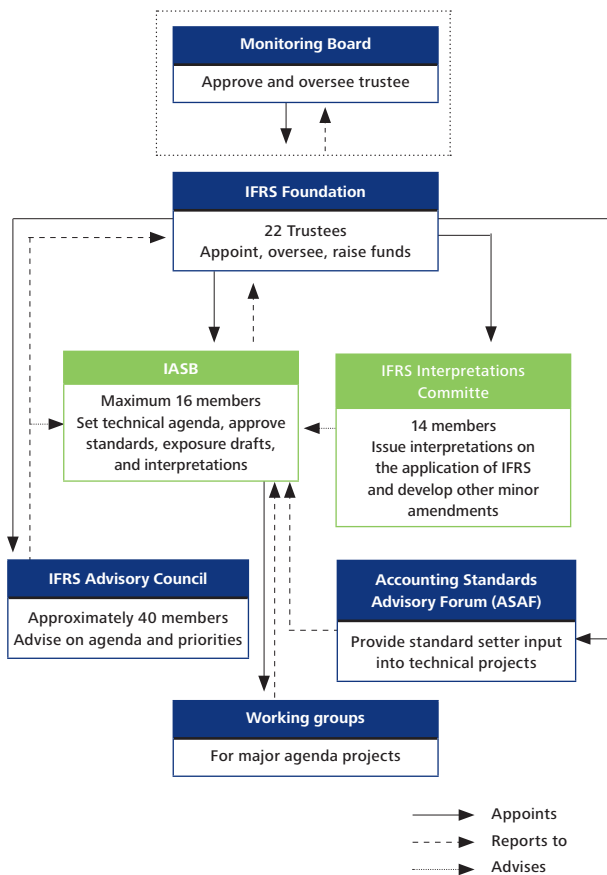 Monitoring Board
Approve and oversee trustee
IFRS Foundation
22 Trustees
Appoint, oversee, raise funds
IASB
Maximum 16 members
Set technical agenda, approve
standards, exposure drafts,
and interpretations
IFRS Interpretations
Committe
14 members
Issue interpretations on
the application of IFRS
and develop other minor
amendments
IFRS Advisory Council
Approximately 40 members
Advise on agenda and priorities
Accounting Standards
Advisory Forum (ASAF)
Provide standard setter input
into technical projects
Working groups
For major agenda projects
Appoints
Reports to
Advises